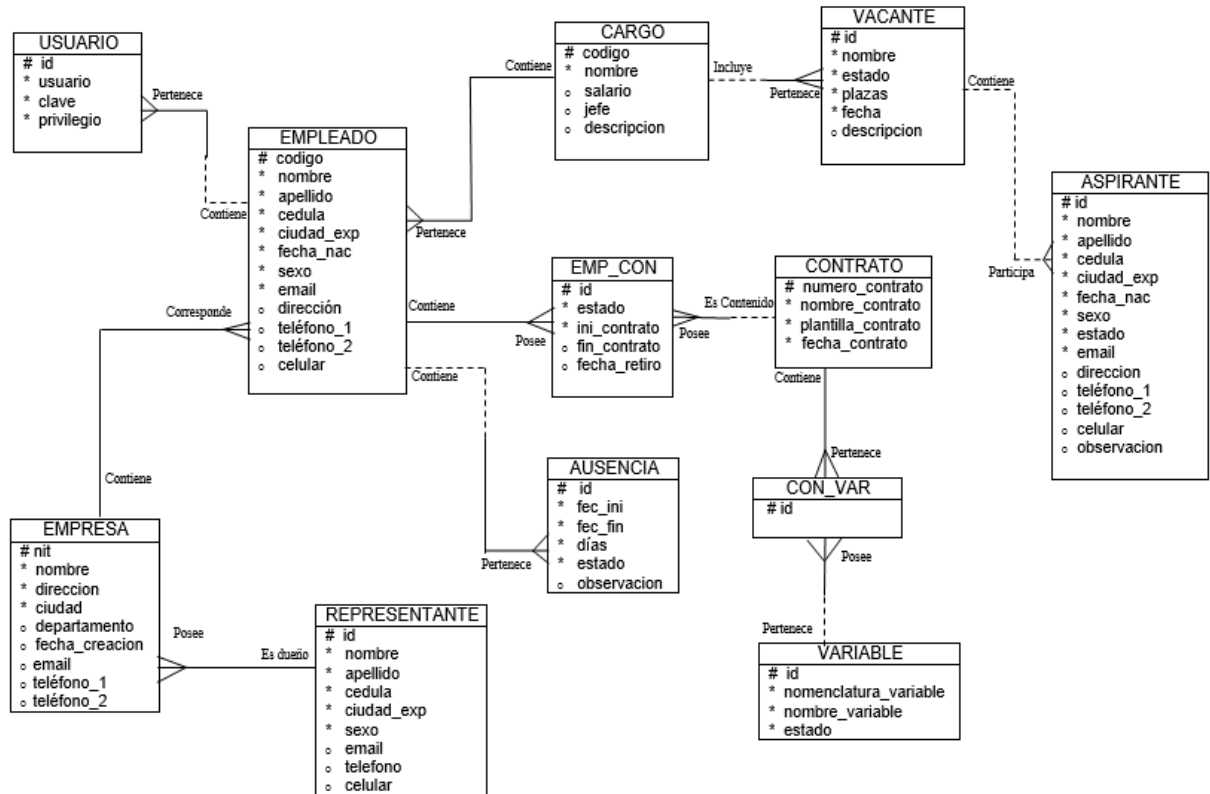 USUARIO
# id
* usuario
* clave
* privilegio
Pertenece
Contiene
EMPLEADO
# codigo
* nombre
* apellido
* cedula
* ciudad_exp
* fecha_nac
* sexo
* email
o dirección
o teléfono_1
o teléfono_2
o celular
CARGO
# codigo
* nombre
o salario
o jefe
o descripcion
Contiene
Pertenece
Incluye
Pertenece
VACANTE
# id
* nombre
* estado
* plazas
* fecha
o descripcion
Contiene
Participa
ASPIRANTE
# id
* nombre
* apellido
* cedula
* ciudad_exp
* fecha_nac
* sexo
* estado
* email
o direccion
o teléfono_1
o teléfono_2
o celular
o observacion
EMP_CON
# id
* estado
* ini_contrato
o fin_contrato
o fecha_retiro
Contiene
Posee
Es Contenido
Posee
CONTRATO
# numero_contrato
* nombre_contrato
* plantilla_contrato
* fecha_contrato
Contiene
Pertenece
CON_VAR
# id
Posee
Pertenece
VARIABLE
# id
* nomenclatura_variable
* nombre_variable
* estado
Contiene
Pertenece
AUSENCIA
# id
* fec_ini
* fec_fin
* días
* estado
o observacion
Corresponde
Contiene
EMPRESA
# nit
* nombre
* direccion
* ciudad
o departamento
o fecha_creacion
o email
o teléfono_1
o teléfono_2
Posee
Es dueño
REPRESENTANTE
# id
* nombre
* apellido
* cedula
* ciudad_exp
* sexo
o email
o telefono
o celular